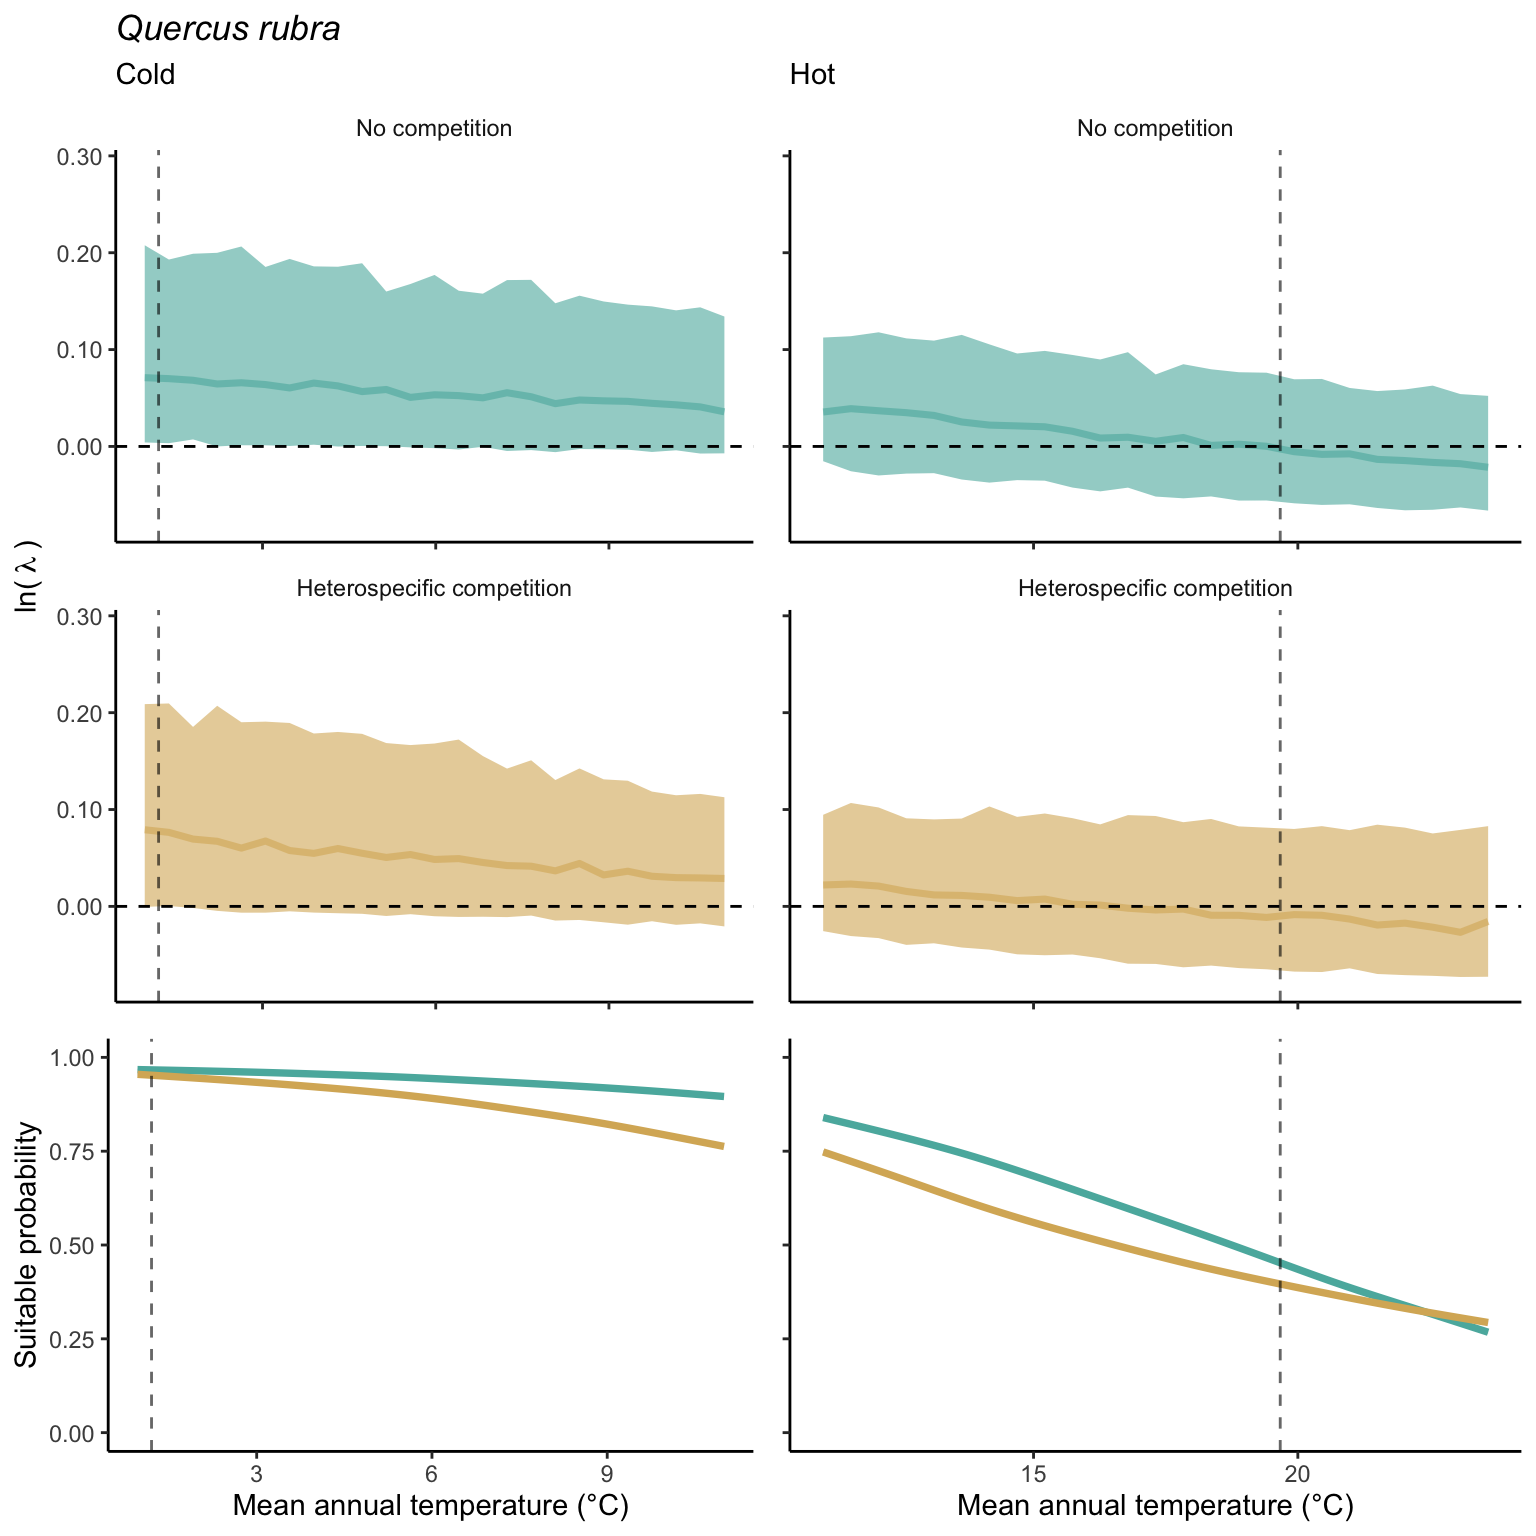 Quercus rubra
Cold
Hot
No competition
No competition
0.30
0.20
0.10
0.00
ln( λ )
Heterospecific competition
Heterospecific competition
0.30
0.20
0.10
0.00
Suitable probability
1.00
0.75
0.50
0.25
0.00
3 6 9
15 20
Mean annual temperature (°C)
Mean annual temperature (°C)